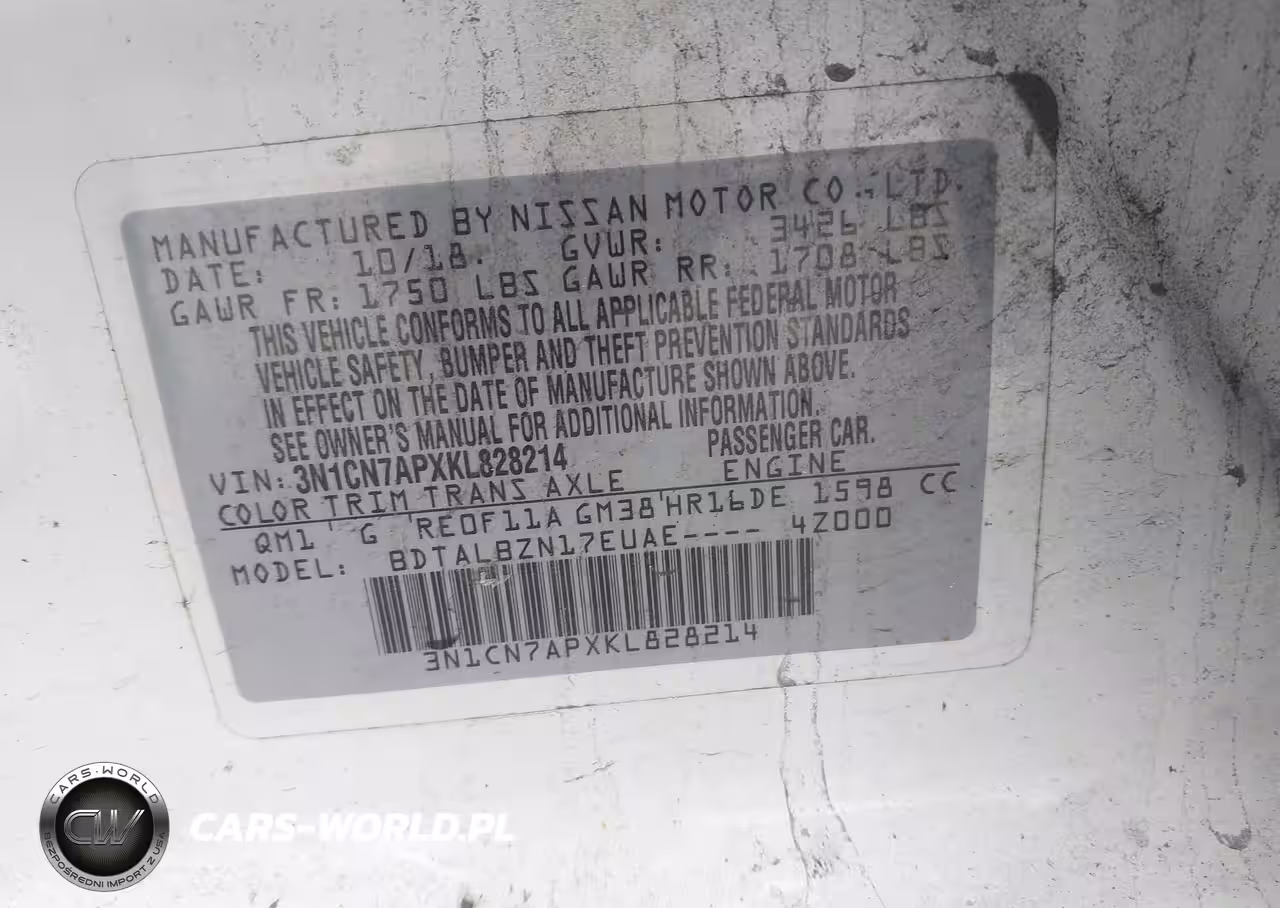 MANUFACTURED BY NISSAN MOTOR CO., LTD.
DATE: 10/18. GVWR: 3426 LBS
GAWR FR: 1750 LBS GAWR RR: 1708 LBS
THIS VEHICLE CONFORMS TO ALL APPLICABLE FEDERAL MOTOR
VEHICLE SAFETY, BUMPER AND THEFT PREVENTION STANDARDS
IN EFFECT ON THE DATE OF MANUFACTURE SHOWN ABOVE.
SEE OWNER'S MANUAL FOR ADDITIONAL INFORMATION.
VIN: 3N1CN7APXKL828214 PASSENGER CAR.
COLOR TRIM TRANS AXLE ENGINE
QM1 ' G 'RE0F11A GM38'HR16DE 1598 CC
MODEL: BDTALBZN17EUAE---- 4Z000
3N1CN7APXKL828214
CARS-WORLD
CW
BEZPOŚREDNI IMPORT Z USA
CARS-WORLD.PL